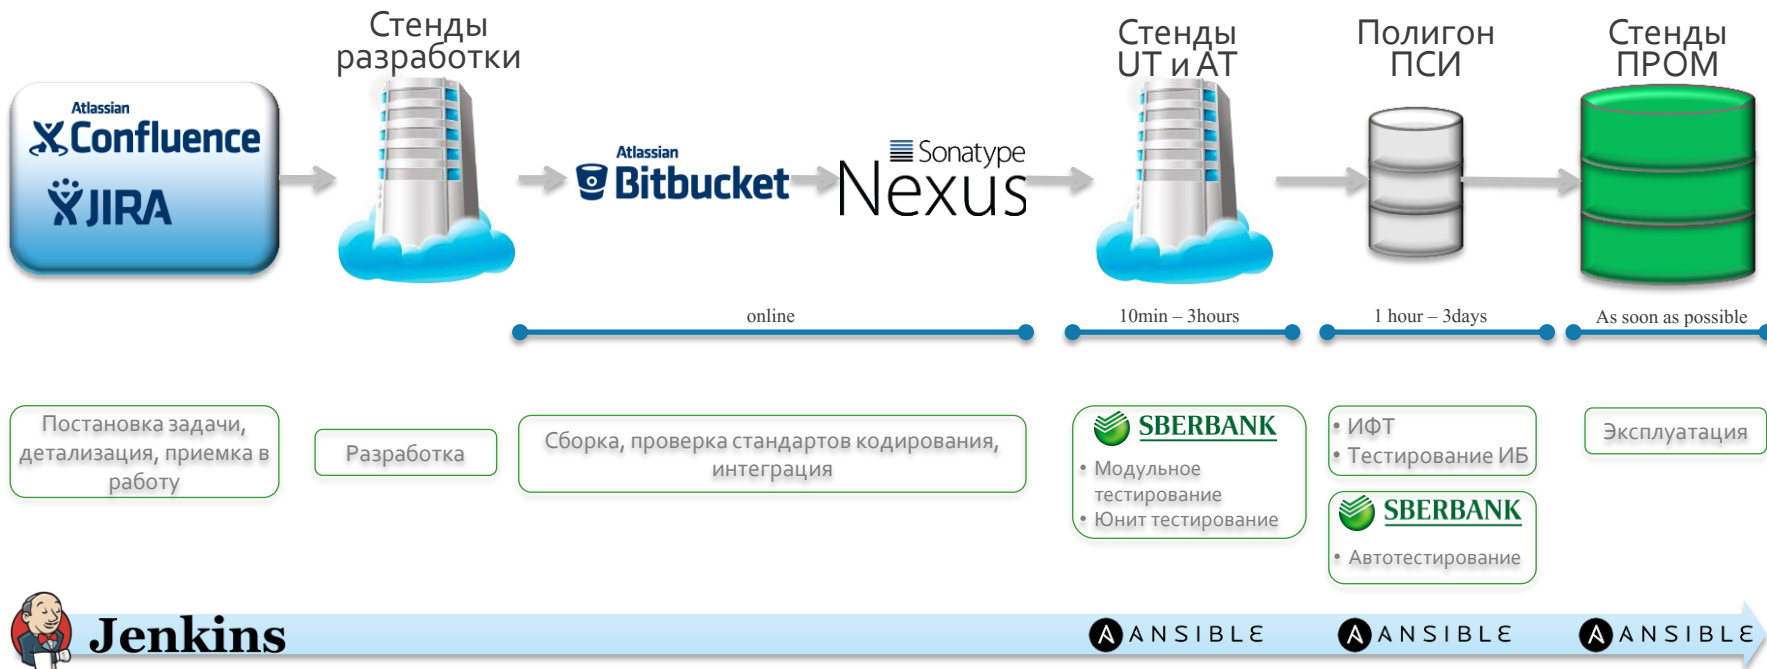 Стенды
разработки
Стенды
UT и АТ
Полигон
ПСИ
Стенды
ПРОМ
Atlassian
Confluence
JIRA
Atlassian
Bitbucket
Sonatype
Nexus
online
10min – 3hours
1 hour – 3days
As soon as possible
Постановка задачи,
детализация, приемка в
работу
Разработка
Сборка, проверка стандартов кодирования,
интеграция
SBERBANK
• Модульное
тестирование
• Юнит тестирование
• ИФТ
• Тестирование ИБ
SBERBANK
• Автотестирование
Эксплуатация
Jenkins
ANSIBLE
ANSIBLE
ANSIBLE